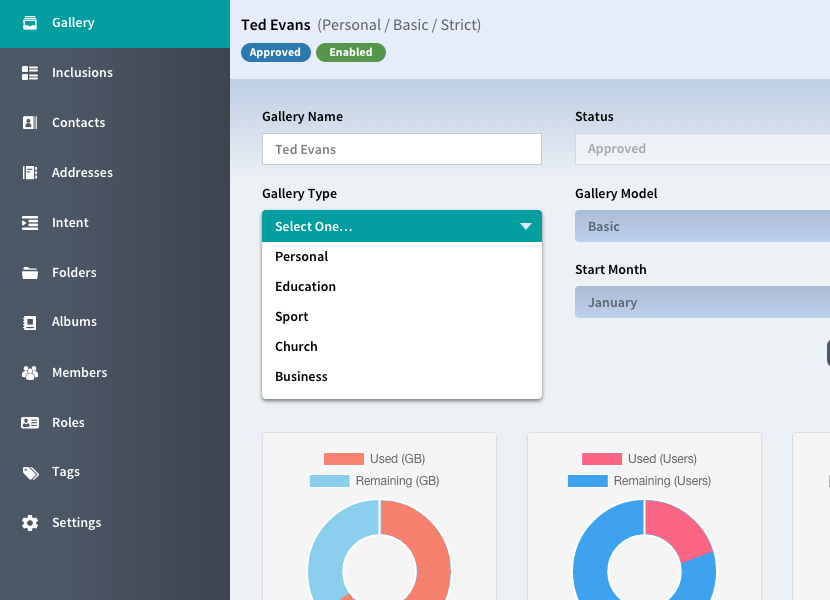 Gallery
Inclusions
Contacts
Addresses
Intent
Folders
Albums
Members
Roles
Tags
Settings
Ted Evans (Personal / Basic / Strict)
Approved Enabled
Gallery Name
Ted Evans
Status
Approved
Gallery Type
Select One...
Personal
Education
Sport
Church
Business
Gallery Model
Basic
Start Month
January
Used (GB)
Remaining (GB)
Used (Users)
Remaining (Users)